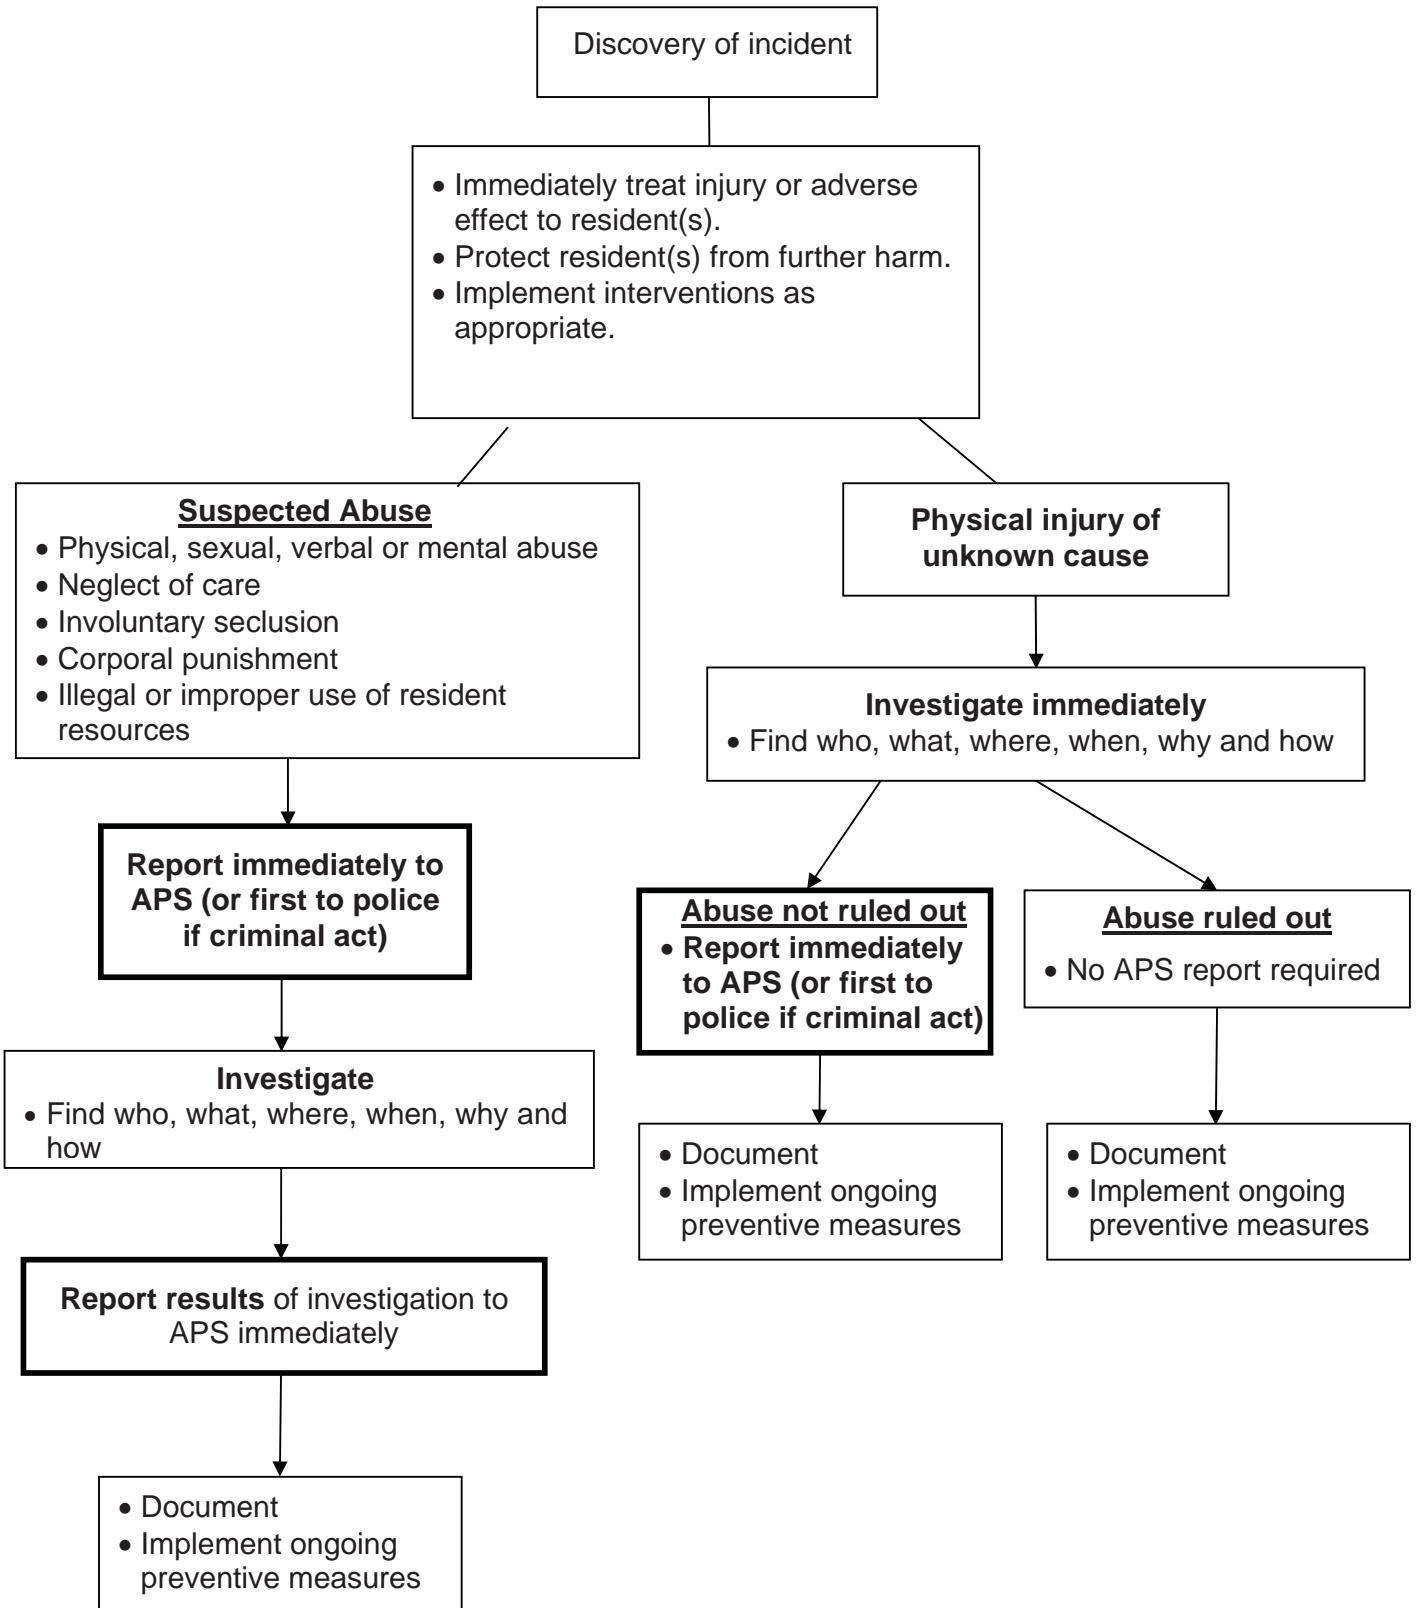 Discovery of incident
• Immediately treat injury or adverse
effect to resident(s).
• Protect resident(s) from further harm.
• Implement interventions as
appropriate.
Suspected Abuse
• Physical, sexual, verbal or mental abuse
• Neglect of care
• Involuntary seclusion
• Corporal punishment
• Illegal or improper use of resident
resources
Physical injury of
unknown cause
Investigate immediately
• Find who, what, where, when, why and how
Report immediately to
APS (or first to police
if criminal act)
Abuse not ruled out
• Report immediately
to APS (or first to
police if criminal act)
Abuse ruled out
• No APS report required
Investigate
• Find who, what, where, when, why and
how
• Document
• Implement ongoing
preventive measures
• Document
• Implement ongoing
preventive measures
Report results of investigation to
APS immediately
• Document
• Implement ongoing
preventive measures